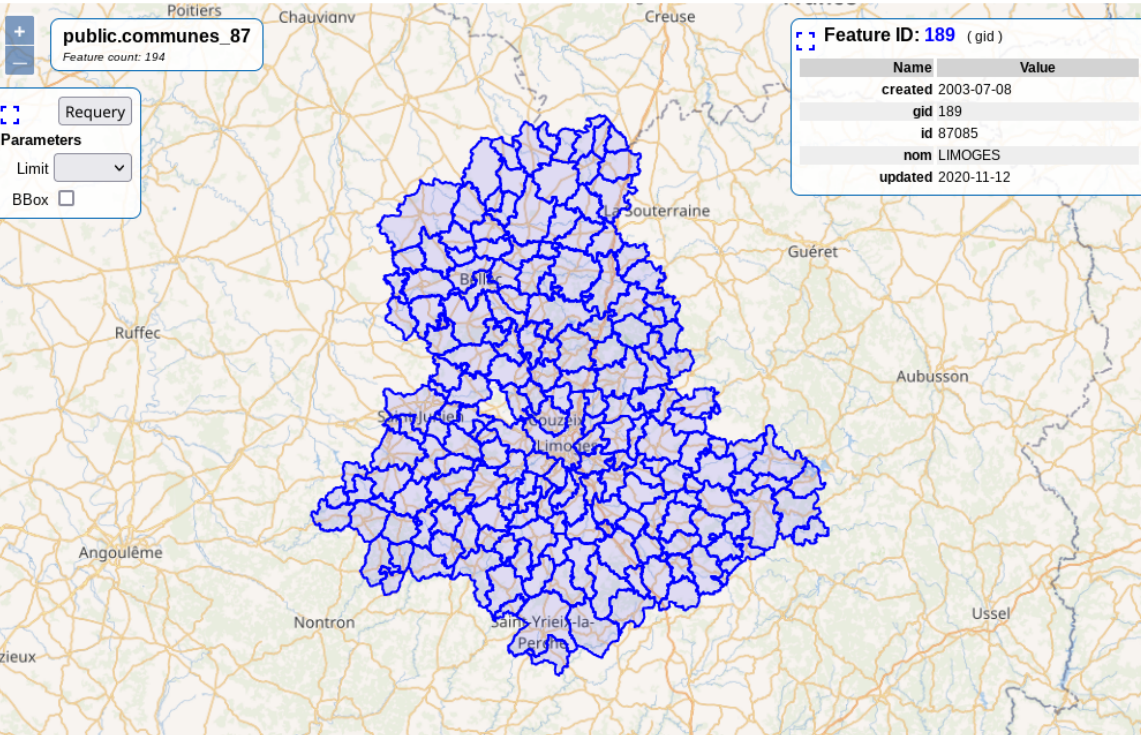 Poitiers
Chauvigny
Creuse
+
–
public.communes_87
Feature count: 194
Feature ID: 189 ( gid )
Name Value
created 2003-07-08
gid 189
id 87085
nom LIMOGES
updated 2020-11-12
Requery
Parameters
Limit
BBox
La Souterraine
Guéret
Bellac
Ruffec
Aubusson
Saint-Junien
Couzeix
Limoges
Angoulême
Nontron
Saint-Yrieix-la-
Perche
Ussel
zieux